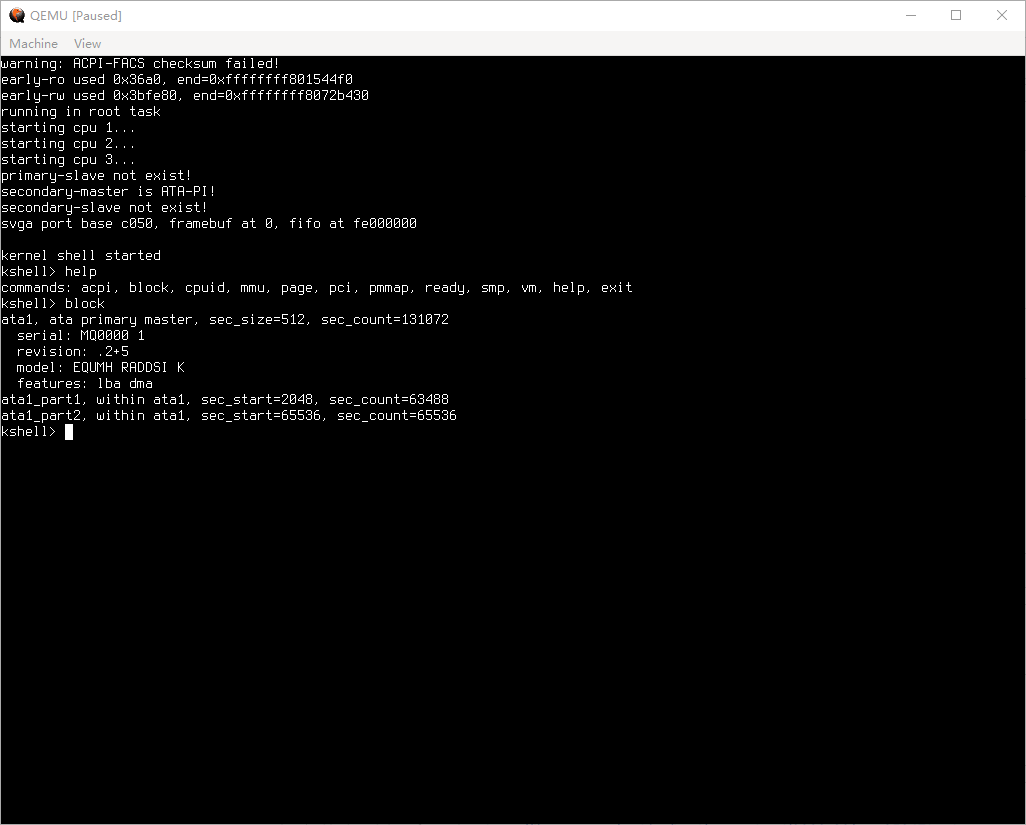 QEMU [Paused]
Machine View
warning: ACPI-FACS checksum failed!
early-ro used 0x36a0, end=0xffffffff801544f0
early-rw used 0x3bfe80, end=0xffffffff8072b430
running in root task
starting cpu 1...
starting cpu 2...
starting cpu 3...
primary-slave not exist!
secondary-master is ATA-PI!
secondary-slave not exist!
svga port base c050, framebuf at 0, fifo at fe000000
kernel shell started
kshell> help
commands: acpi, block, cpuid, mmu, page, pci, pmmap, ready, smp, vm, help, exit
kshell> block
ata1, ata primary master, sec_size=512, sec_count=131072
serial: MQ0000 1
revision: .2+5
model: EQUMH RADDSI K
features: lba dma
ata1_part1, within ata1, sec_start=2048, sec_count=63488
ata1_part2, within ata1, sec_start=65536, sec_count=65536
kshell>